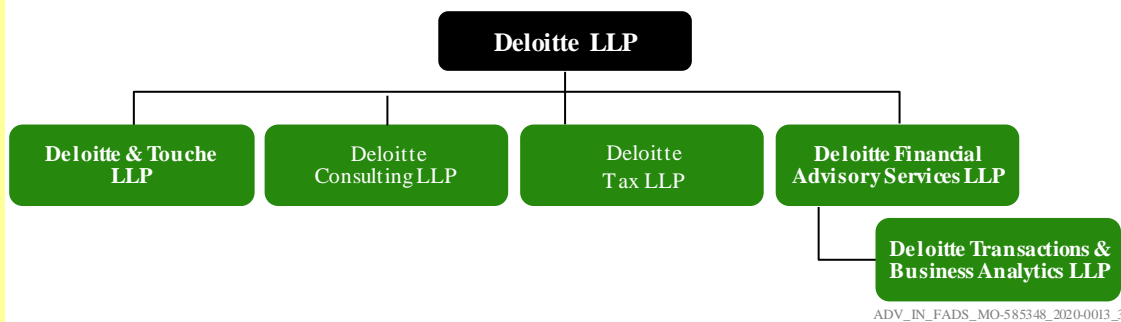 Deloitte LLP
Deloitte & Touche
LLP
Deloitte
Consulting LLP
Deloitte
Tax LLP
Deloitte Financial
Advisory Services LLP
Deloitte Transactions &
Business Analytics LLP
ADV_IN_FADS_MO-585348_2020-0013_3